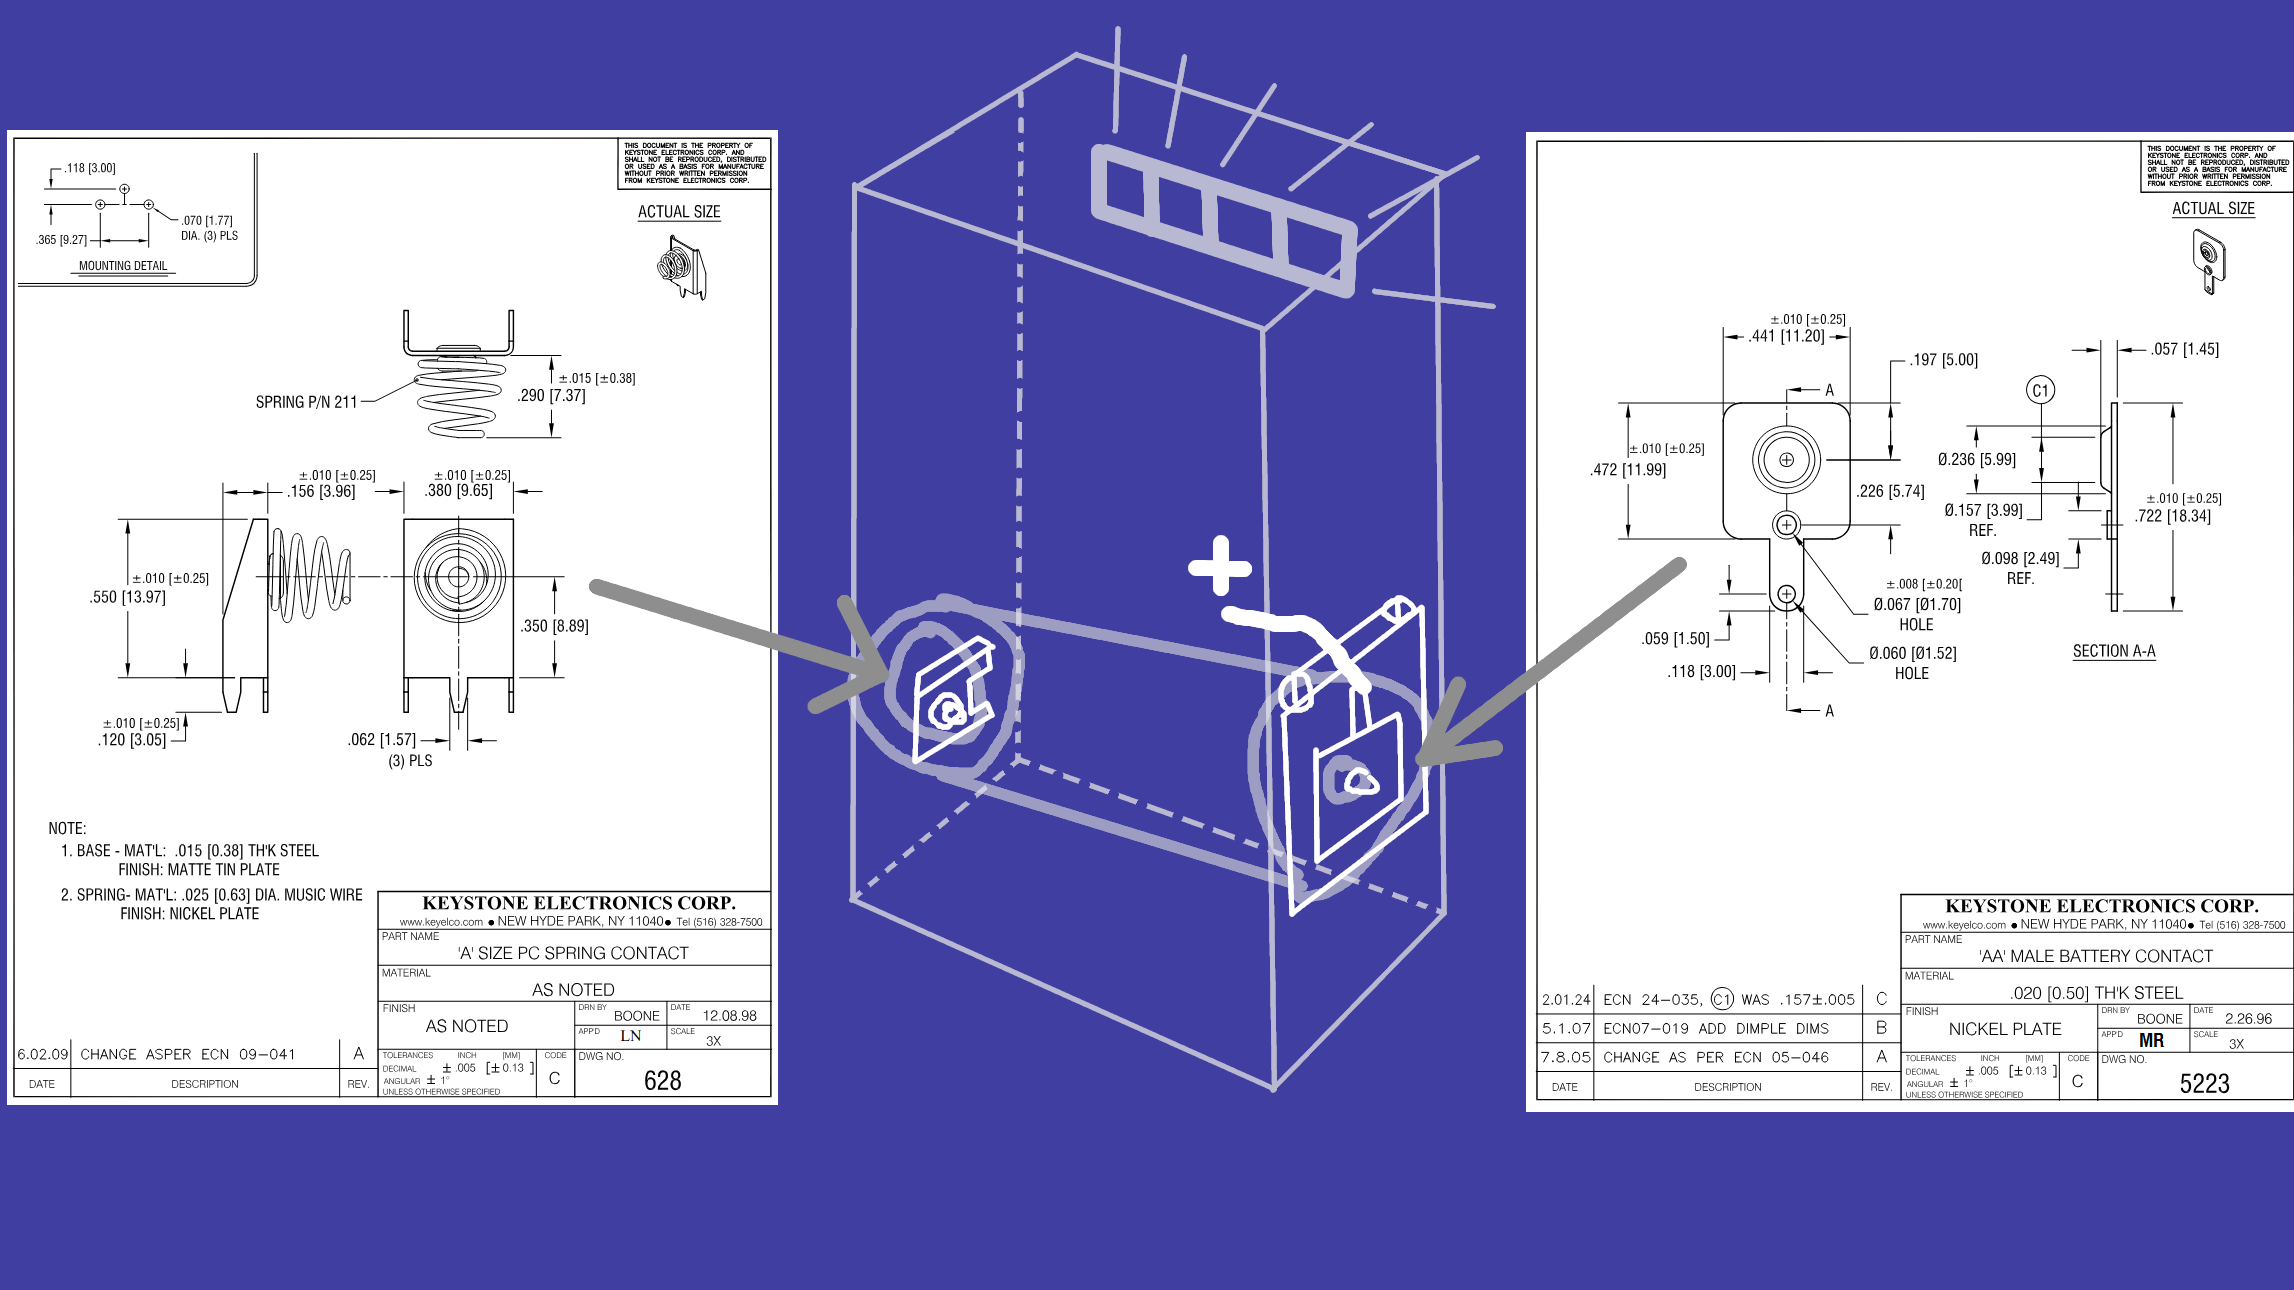 THIS DOCUMENT IS THE PROPERTY OF
KEYSTONE ELECTRONICS CORP. AND
SHALL NOT BE REPRODUCED, DISTRIBUTED
OR USED AS A BASIS FOR MANUFACTURE
WITHOUT PRIOR WRITTEN PERMISSION
FROM KEYSTONE ELECTRONICS CORP.
ACTUAL SIZE
.118 [3.00]
.070 [1.77]
DIA. (3) PLS
.365 [9.27]
MOUNTING DETAIL
SPRING P/N 211
±.015 [±0.38]
.290 [7.37]
±.010 [±0.25]
.156 [3.96]
±.010 [±0.25]
.380 [9.65]
±.010 [±0.25]
.550 [13.97]
.350 [8.89]
±.010 [±0.25]
.120 [3.05]
.062 [1.57]
(3) PLS
NOTE:
1. BASE - MAT'L: .015 [0.38] TH'K STEEL
FINISH: MATTE TIN PLATE
2. SPRING- MAT'L: .025 [0.63] DIA. MUSIC WIRE
FINISH: NICKEL PLATE
KEYSTONE ELECTRONICS CORP.
www.keyelco.com ● NEW HYDE PARK, NY 11040● Tel (516) 328-7500
PART NAME
'A' SIZE PC SPRING CONTACT
MATERIAL
AS NOTED
FINISH
AS NOTED
DRN BY
BOONE
DATE
12.08.98
APP'D
LN
SCALE
3X
TOLERANCES INCH [MM]
DECIMAL ± .005 [±0.13 ]
ANGULAR ± 1°
UNLESS OTHERWISE SPECIFIED
CODE
C
DWG NO.
628
6.02.09 CHANGE ASPER ECN 09-041 A
DATE DESCRIPTION REV.
+
THIS DOCUMENT IS THE PROPERTY OF
KEYSTONE ELECTRONICS CORP. AND
SHALL NOT BE REPRODUCED, DISTRIBUTED
OR USED AS A BASIS FOR MANUFACTURE
WITHOUT PRIOR WRITTEN PERMISSION
FROM KEYSTONE ELECTRONICS CORP.
ACTUAL SIZE
±.010 [±0.25]
.441 [11.20]
.197 [5.00]
A
±.010 [±0.25]
.472 [11.99]
.226 [5.74]
.059 [1.50]
.118 [3.00]
A
±.008 [±0.20[
Ø.067 [Ø1.70]
HOLE
Ø.060 [Ø1.52]
HOLE
.057 [1.45]
C1
Ø.236 [5.99]
Ø.157 [3.99]
REF.
Ø.098 [2.49]
REF.
±.010 [±0.25]
.722 [18.34]
SECTION A-A
KEYSTONE ELECTRONICS CORP.
www.keyelco.com ● NEW HYDE PARK, NY 11040● Tel (516) 328-7500
PART NAME
'AA' MALE BATTERY CONTACT
MATERIAL
.020 [0.50] TH'K STEEL
FINISH
NICKEL PLATE
DRN BY
BOONE
DATE
2.26.96
APP'D
MR
SCALE
3X
TOLERANCES INCH [MM]
DECIMAL ± .005 [±0.13 ]
ANGULAR ± 1°
UNLESS OTHERWISE SPECIFIED
CODE
C
DWG NO.
5223
2.01.24 ECN 24-035, C1 WAS .157±.005 C
5.1.07 ECN07-019 ADD DIMPLE DIMS B
7.8.05 CHANGE AS PER ECN 05-046 A
DATE DESCRIPTION REV.